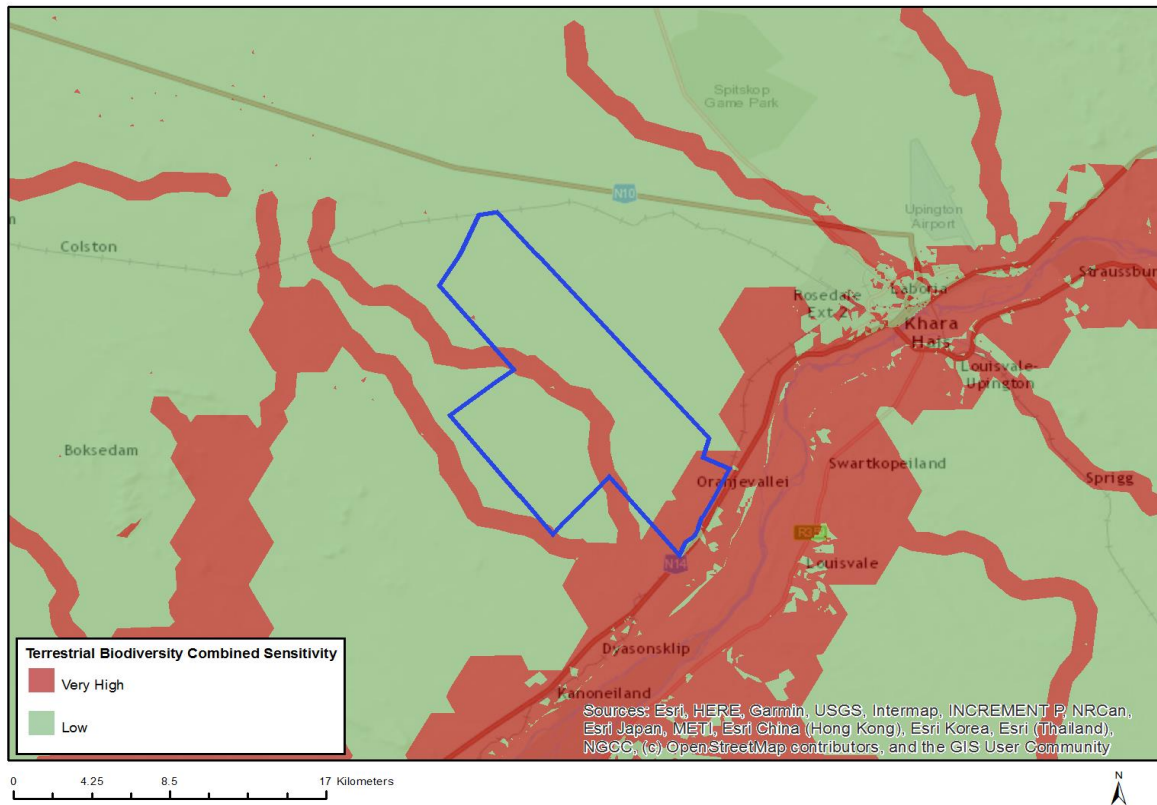 Spitskop
Game Park
N10
Upington
Airport
Colston
Straussbur
Laboria
Rosedale
Ext 2
Khara
Hais
Louisvale-
Upington
Boksedam
Swartkopeiland
Oranjevallei
Sprigg
Louisvale
N14
Dyasonsklip
Kanoneiland
Terrestrial Biodiversity Combined Sensitivity
Very High
Low
Sources: Esri, HERE, Garmin, USGS, Intermap, INCREMENT P, NRCan,
Esri Japan, METI, Esri China (Hong Kong), Esri Korea, Esri (Thailand),
NGCC, (c) OpenStreetMap contributors, and the GIS User Community
0 4.25 8.5 17 Kilometers
N